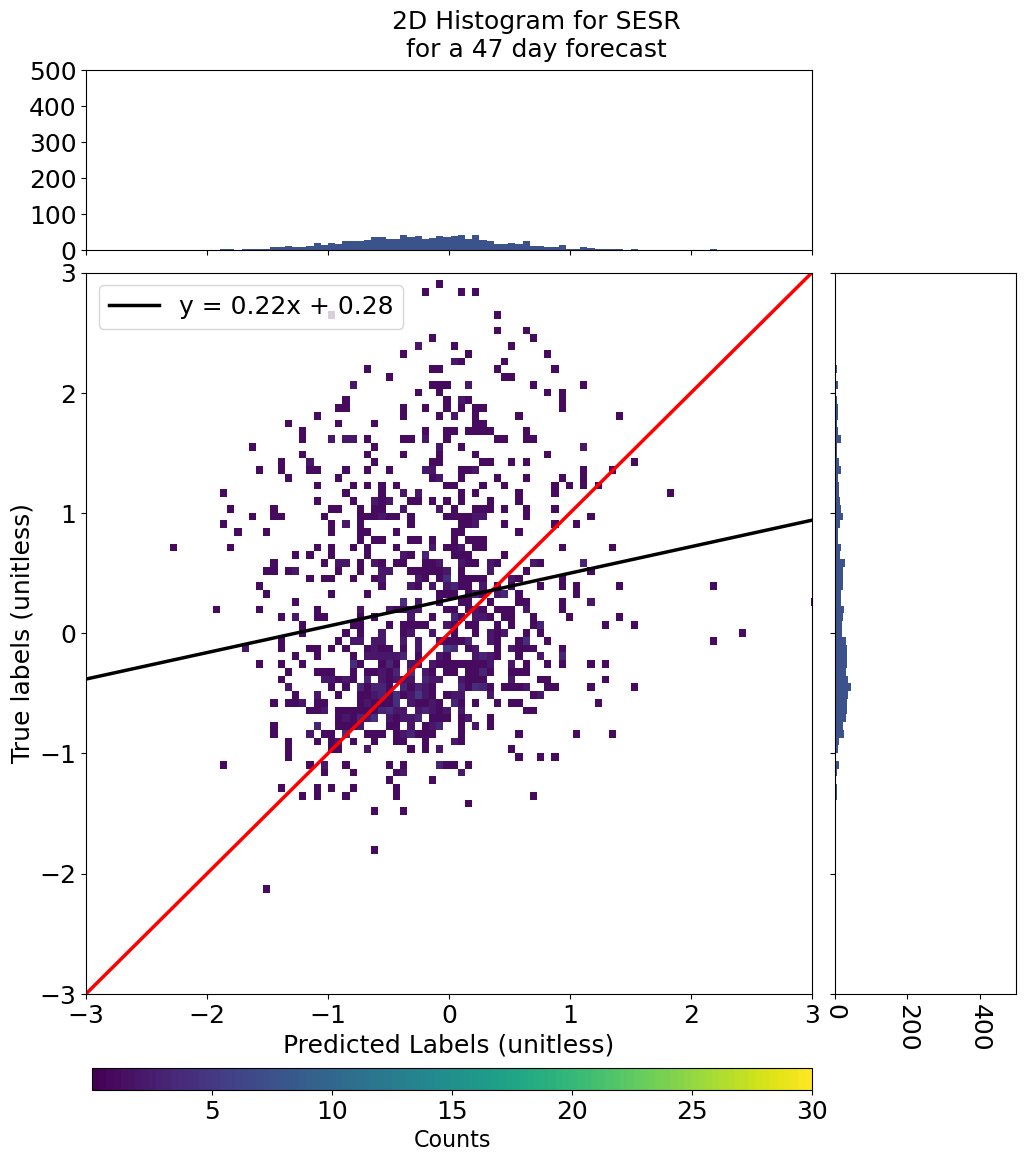 2D Histogram for SESR
for a 47 day forecast
500
400
300
200
100
0
y = 0.22x + 0.28
True labels (unitless)
3
2
1
0
−1
−2
−3
−3 −2 −1 0 1 2 3
Predicted Labels (unitless)
0 200 400
5 10 15 20 25 30
Counts